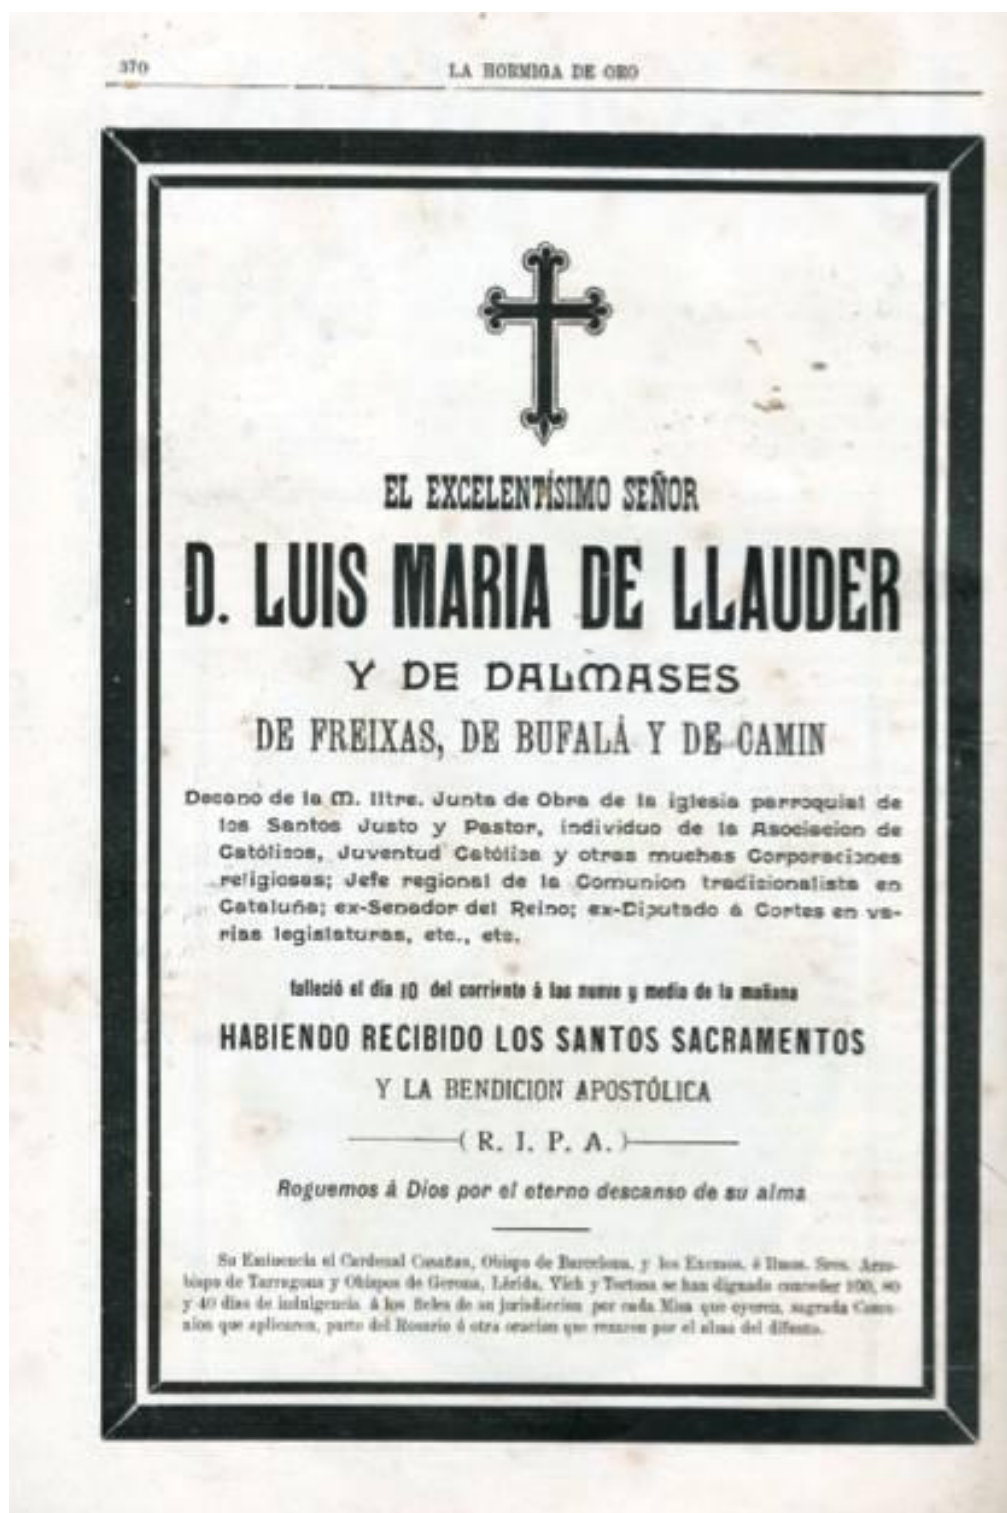 370
LA HORMIGA DE ORO
EL EXCELENTÍSIMO SEÑOR
D. LUIS MARIA DE LLAUDER
Y DE DALMASES
DE FREIXAS, DE BUFALÁ Y DE CAMIN
Decano de la M. Iltre. Junta de Obra de la iglesia parroquial de
los Santos Justo y Pastor, individuo de la Asociacion de
Católicos, Juventud Católica y otras muchas Corporaciones
religiosas; Jefe regional de la Comunion tradicionalista en
Cataluña; ex-Senador del Reino; ex-Diputado á Cortes en va-
rias legislaturas, etc., etc.
falleció el dia 10 del corriente á las nueve y media de la mañana
HABIENDO RECIBIDO LOS SANTOS SACRAMENTOS
Y LA BENDICION APOSTÓLICA
( R. I. P. A. )
Roguemos á Dios por el eterno descanso de su alma
Su Eminencia el Cardenal Casañas, Obispo de Barcelona, y los Excmos. é Ilmos. Sres. Arzo-
bispo de Tarragona y Obispos de Gerona, Lérida, Vich y Tortosa se han dignado conceder 100, 80
y 40 dias de indulgencia á los fieles de su jurisdiccion por cada Misa que oyeren, sagrada Comu-
nion que aplicaren, parte del Rosario ú otra oracion que rezaren por el alma del difunto.